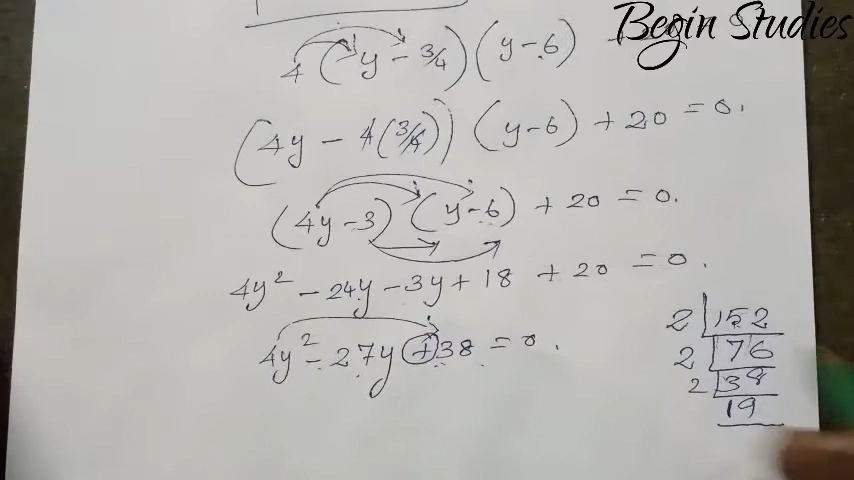 Begin Studies
4 (y - 3/4) (y - 6) +
(4y - 4(3/4)) (y - 6) + 20 = 0.
(4y - 3) (y - 6) + 20 = 0.
4y² - 24y - 3y + 18 + 20 = 0.
4y² - 27y + 38 = 0.
2 | 152
2 | 76
2 | 38
19